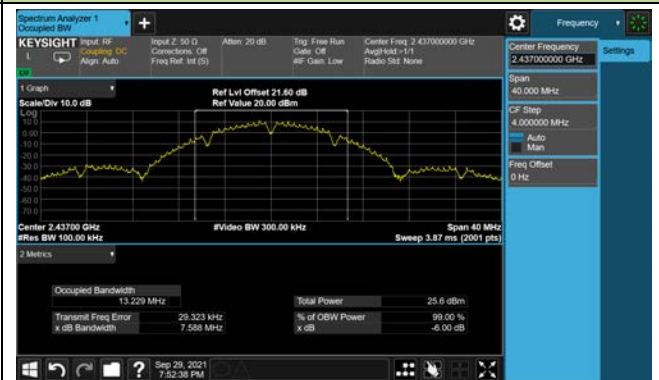 Spectrum Analyzer 1
Occupied BW
+
Frequency
KEYSIGHT Input: RF Input Z: 50 Ω Atten: 20 dB Trig: Free Run Center Freq: 2.437000000 GHz
L Coupling: DC Corrections: Off Gate: Off Avg|Hold:>1/1
Align: Auto Freq Ref: Int (S) #IF Gain: Low Radio Std: None
Center Frequency
2.437000000 GHz
Settings
Span
40.000 MHz
CF Step
4.000000 MHz
Auto
Man
Freq Offset
0 Hz
1 Graph
Ref Lvl Offset 21.60 dB
Scale/Div 10.0 dB Ref Value 20.00 dBm
Log
10.0
0.00
-10.0
-20.0
-30.0
-40.0
-50.0
-60.0
-70.0
Center 2.43700 GHz #Video BW 300.00 kHz Span 40 MHz
#Res BW 100.00 kHz Sweep 3.87 ms (2001 pts)
2 Metrics
Occupied Bandwidth
13.229 MHz Total Power 25.6 dBm
Transmit Freq Error 29.323 kHz % of OBW Power 99.00 %
x dB Bandwidth 7.588 MHz x dB -6.00 dB
? Sep 29, 2021
7:52:38 PM